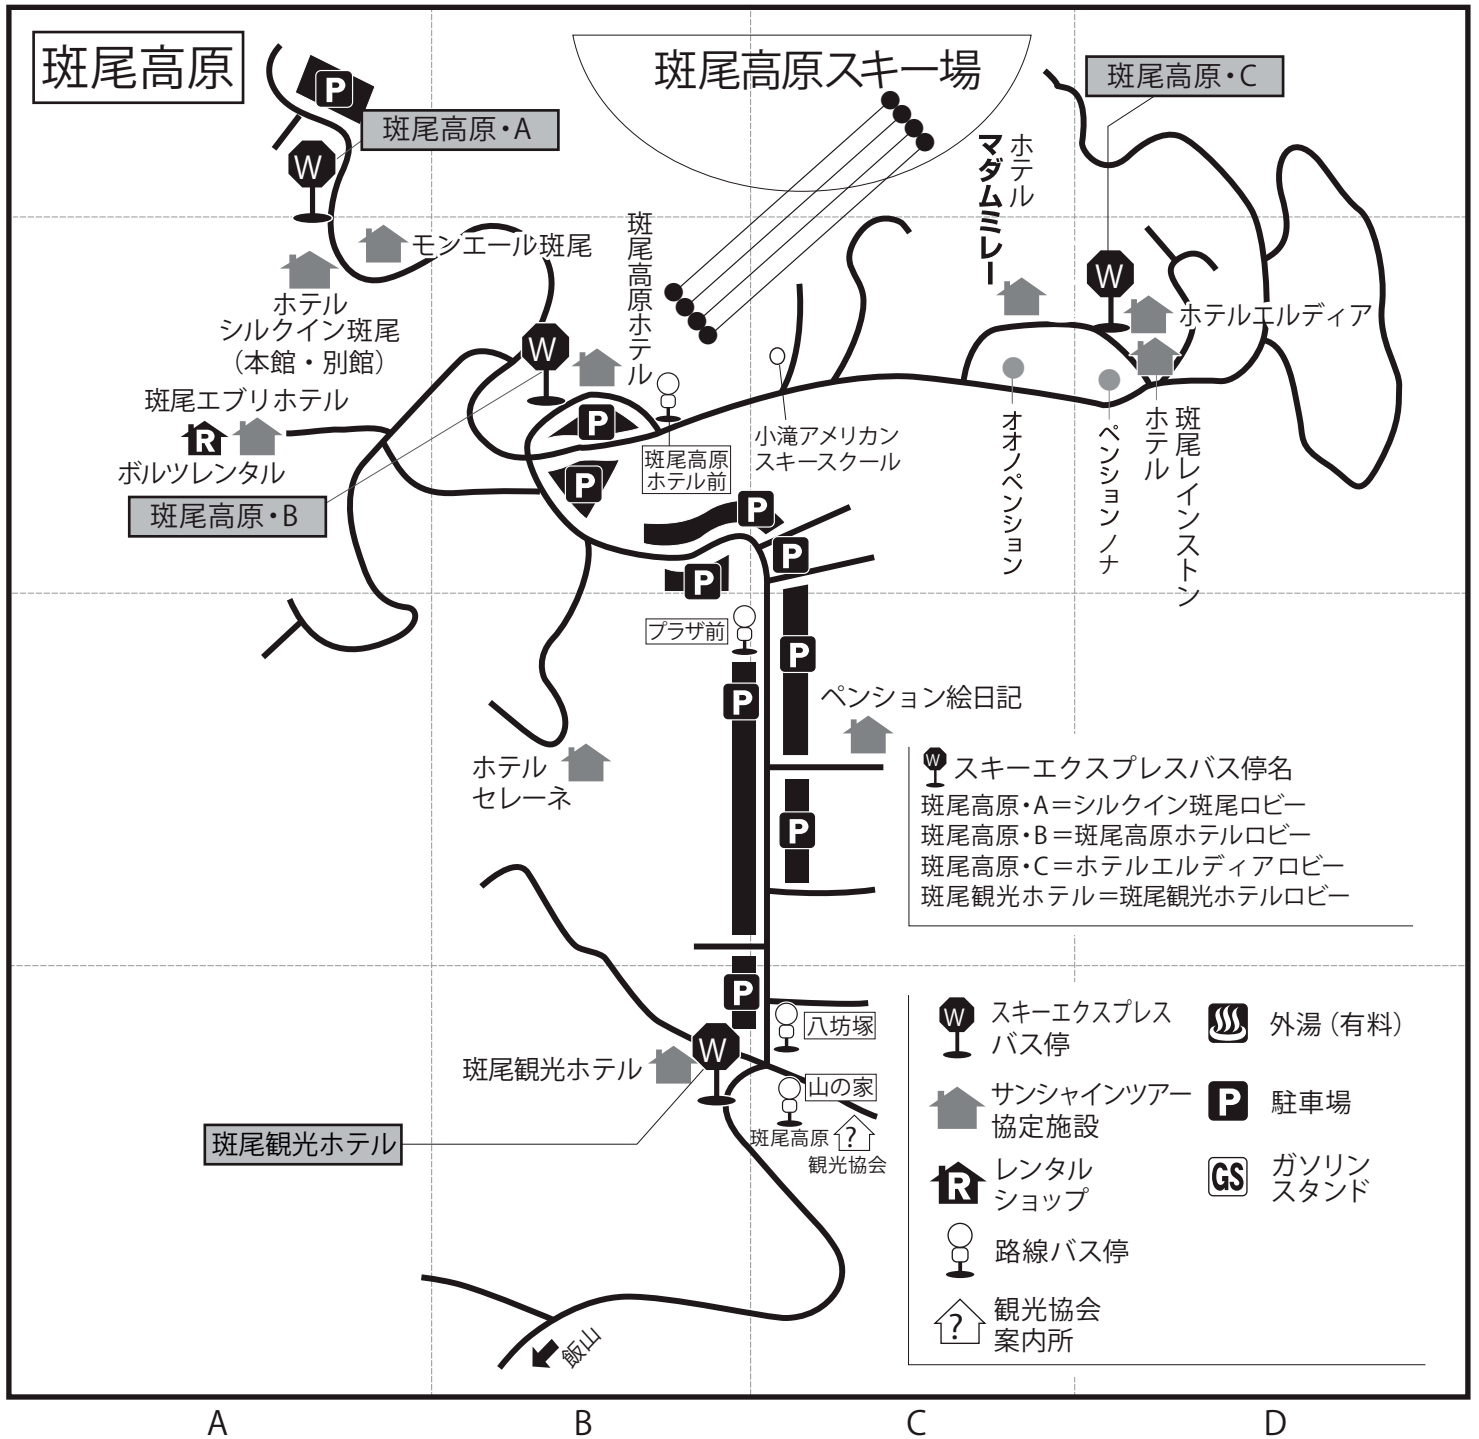 斑尾高原
P
斑尾高原・A
W
斑尾高原スキー場
斑尾高原・C
ホテル
マダムミレー
モンエール斑尾
ホテル
シルクイン斑尾
（本館・別館）
斑尾高原ホテル
W
W
ホテルエルディア
斑尾エブリホテル
R
ボルツレンタル
斑尾高原・B
P
P
斑尾高原
ホテル前
小滝アメリカン
スキースクール
オオノペンション
ペンションノナ
斑尾レインストン
ホテル
P
P
P
プラザ前
P
P
ペンション絵日記
ホテル
セレーネ
P
W スキーエクスプレスバス停名
斑尾高原・A＝シルクイン斑尾ロビー
斑尾高原・B＝斑尾高原ホテルロビー
斑尾高原・C＝ホテルエルディアロビー
斑尾観光ホテル＝斑尾観光ホテルロビー
P
八坊塚
斑尾観光ホテル
W
山の家
斑尾観光ホテル
斑尾高原
観光協会
?
飯山
W
スキーエクスプレス
バス停
外湯（有料）
サンシャインツアー
協定施設
P
駐車場
R
レンタル
ショップ
GS
ガソリン
スタンド
路線バス停
?
観光協会
案内所
A
B
C
D